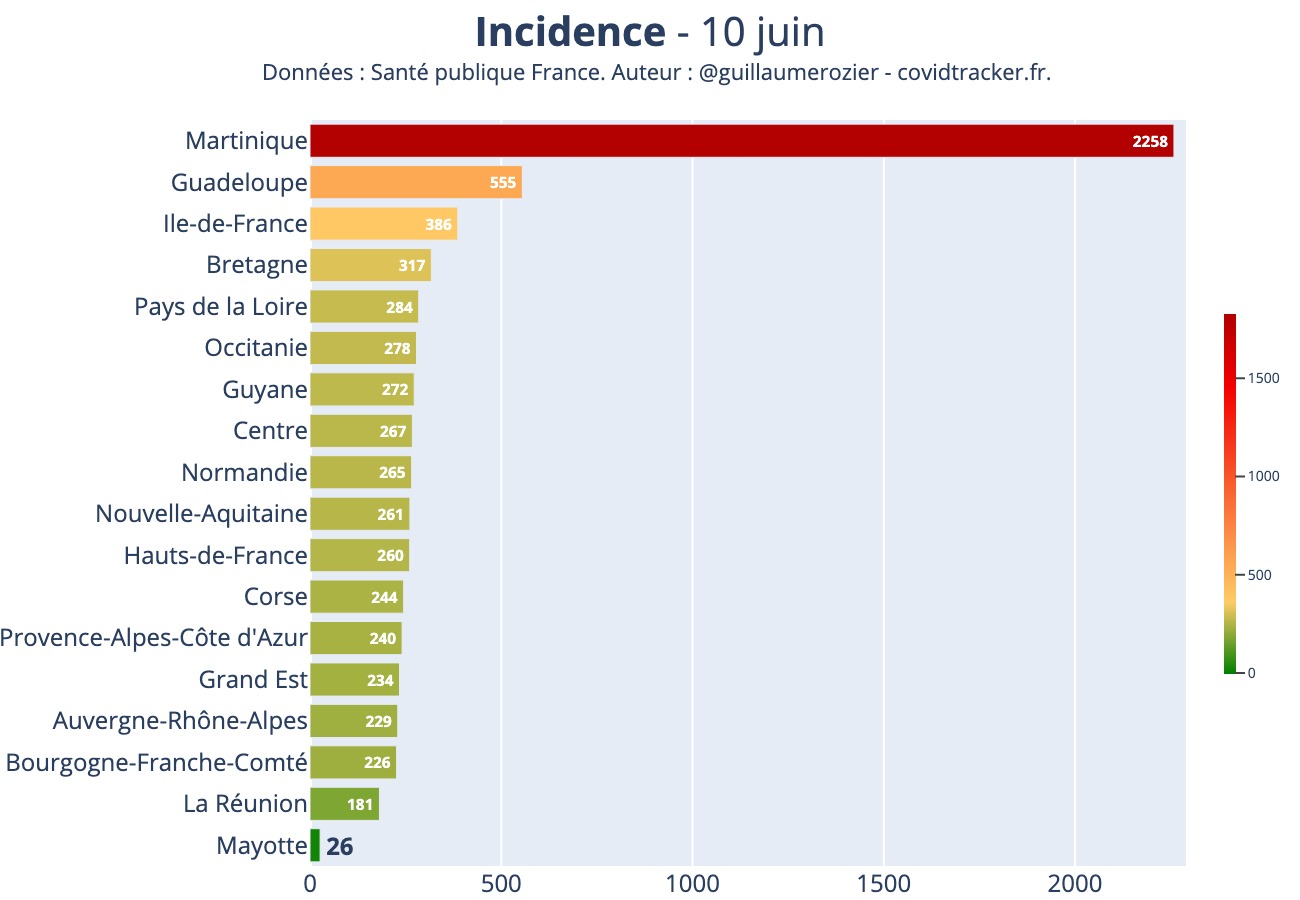 Incidence - 10 juin
Données : Santé publique France. Auteur : @guillaumerozier - covidtracker.fr.
Martinique 2258
Guadeloupe 555
Ile-de-France 386
Bretagne 317
Pays de la Loire 284
Occitanie 278
Guyane 272
Centre 267
Normandie 265
Nouvelle-Aquitaine 261
Hauts-de-France 260
Corse 244
Provence-Alpes-Côte d'Azur 240
Grand Est 234
Auvergne-Rhône-Alpes 229
Bourgogne-Franche-Comté 226
La Réunion 181
Mayotte 26
0 500 1000 1500 2000
1500
1000
500
0